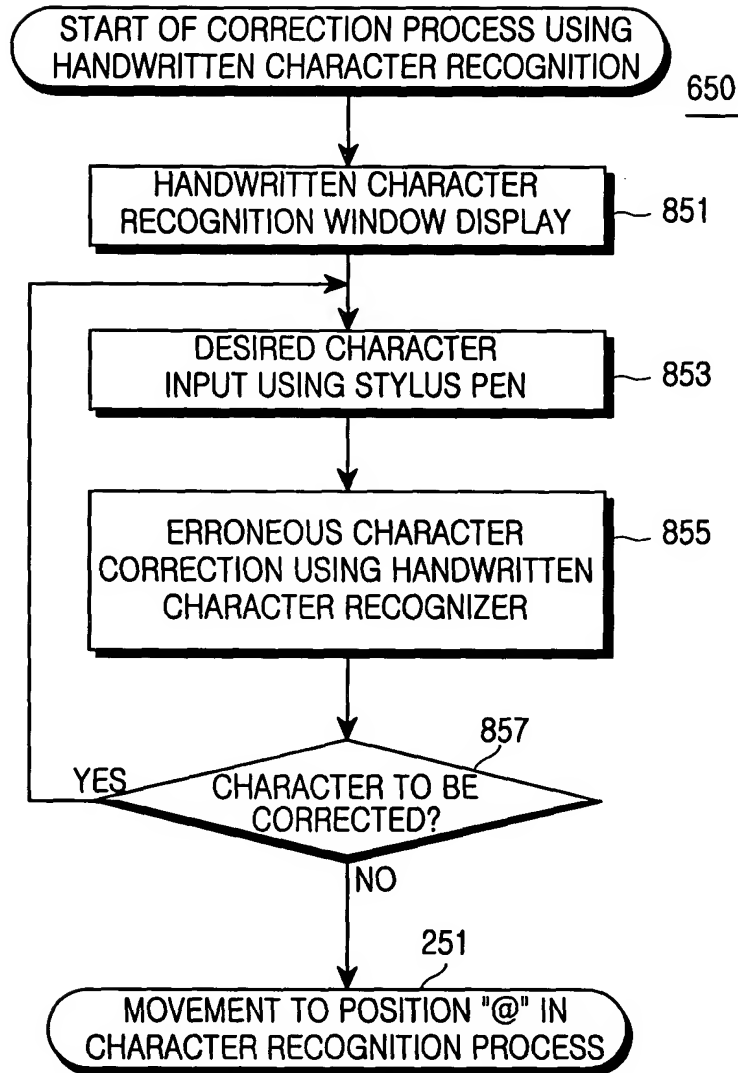 START OF CORRECTION PROCESS USING
HANDWRITTEN CHARACTER RECOGNITION
650
HANDWRITTEN CHARACTER
RECOGNITION WINDOW DISPLAY
851
DESIRED CHARACTER
INPUT USING STYLUS PEN
853
ERRONEOUS CHARACTER
CORRECTION USING HANDWRITTEN
CHARACTER RECOGNIZER
855
857
YES
CHARACTER TO BE
CORRECTED?
NO
251
MOVEMENT TO POSITION "@" IN
CHARACTER RECOGNITION PROCESS